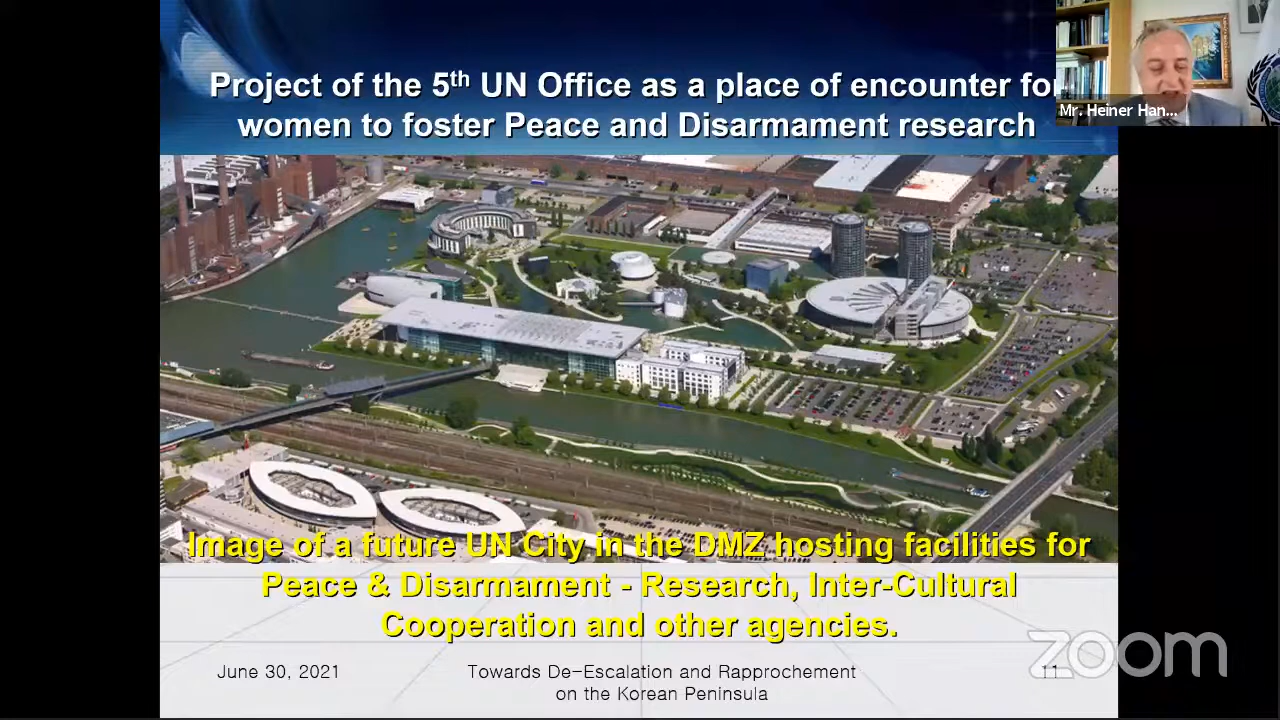 Project of the 5th UN Office as a place of encounter for
women to foster Peace and Disarmament research
Mr. Heiner Han...
Image of a future UN City in the DMZ hosting facilities for
Peace & Disarmament - Research, Inter-Cultural
Cooperation and other agencies.
June 30, 2021
Towards De-Escalation and Rapprochement
on the Korean Peninsula
11
zoom